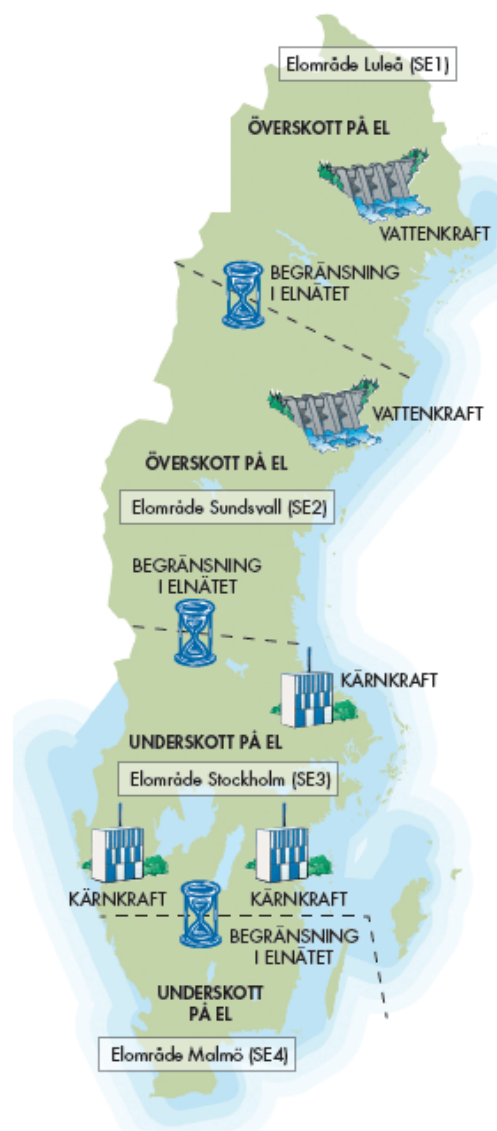 Elområde Luleå (SE1)
ÖVERSKOTT PÅ EL
VATTENKRAFT
BEGRÄNSNING
I ELNÄTET
VATTENKRAFT
ÖVERSKOTT PÅ EL
Elområde Sundsvall (SE2)
BEGRÄNSNING
I ELNÄTET
KÄRNKRAFT
UNDERSKOTT PÅ EL
Elområde Stockholm (SE3)
KÄRNKRAFT
KÄRNKRAFT
BEGRÄNSNING
I ELNÄTET
UNDERSKOTT
PÅ EL
Elområde Malmö (SE4)